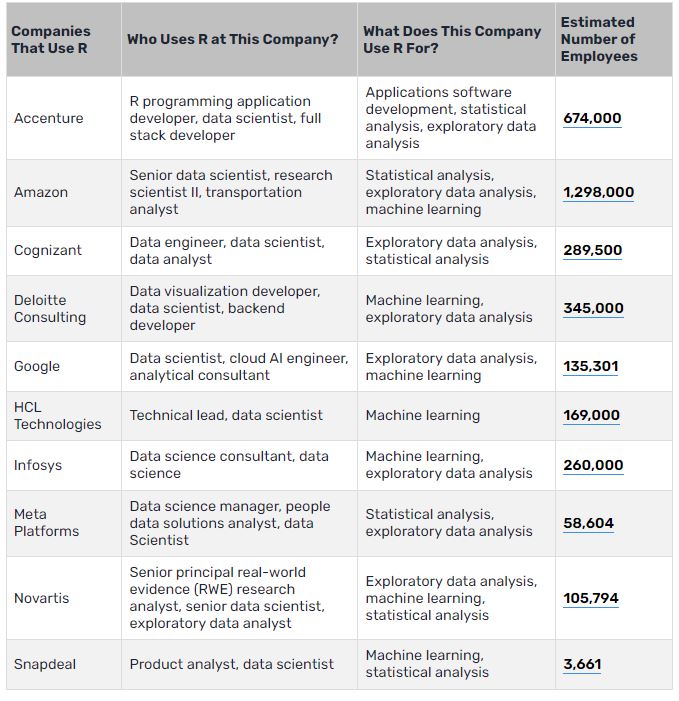 Companies That Use R | Who Uses R at This Company? | What Does This Company Use R For? | Estimated Number of Employees
Accenture | R programming application developer, data scientist, full stack developer | Applications software development, statistical analysis, exploratory data analysis | 674,000
Amazon | Senior data scientist, research scientist II, transportation analyst | Statistical analysis, exploratory data analysis, machine learning | 1,298,000
Cognizant | Data engineer, data scientist, data analyst | Exploratory data analysis, statistical analysis | 289,500
Deloitte Consulting | Data visualization developer, data scientist, backend developer | Machine learning, exploratory data analysis | 345,000
Google | Data scientist, cloud AI engineer, analytical consultant | Exploratory data analysis, machine learning | 135,301
HCL Technologies | Technical lead, data scientist | Machine learning | 169,000
Infosys | Data science consultant, data science | Machine learning, exploratory data analysis | 260,000
Meta Platforms | Data science manager, people data solutions analyst, data Scientist | Statistical analysis, exploratory data analysis | 58,604
Novartis | Senior principal real-world evidence (RWE) research analyst, senior data scientist, exploratory data analyst | Exploratory data analysis, machine learning, statistical analysis | 105,794
Snapdeal | Product analyst, data scientist | Machine learning, statistical analysis | 3,661